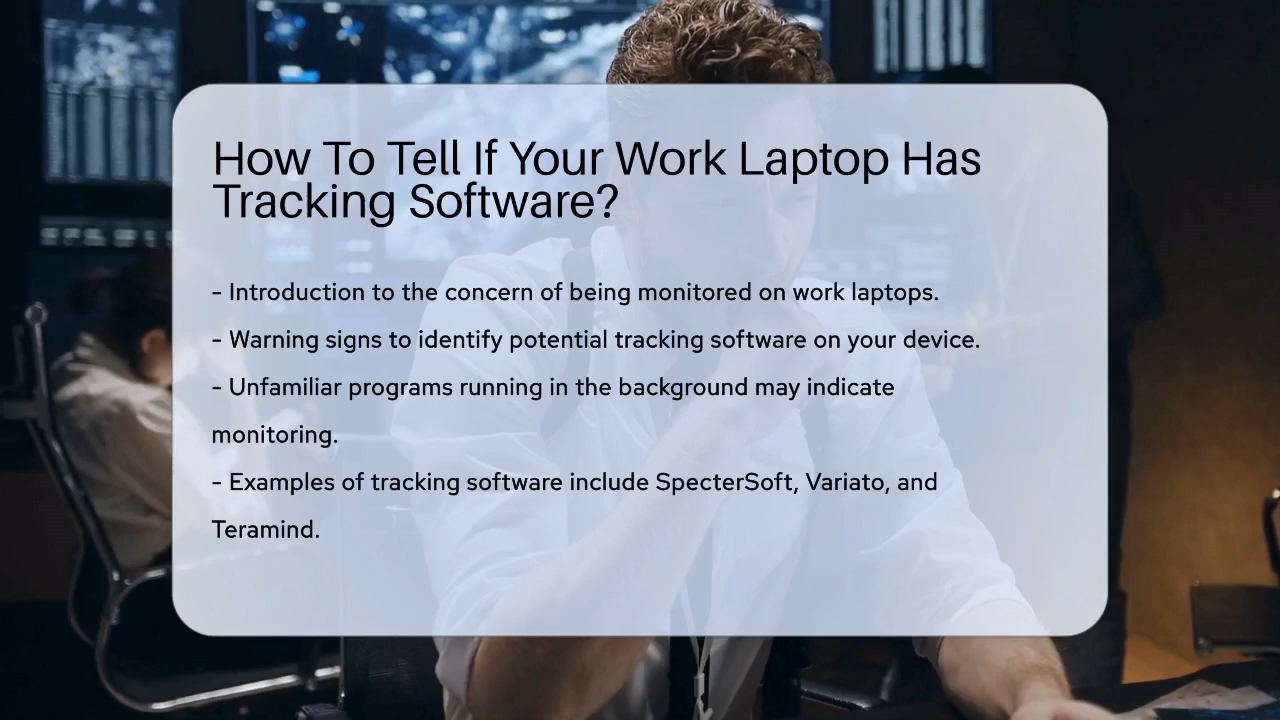 How To Tell If Your Work Laptop Has
Tracking Software?
- Introduction to the concern of being monitored on work laptops.
- Warning signs to identify potential tracking software on your device.
- Unfamiliar programs running in the background may indicate
monitoring.
- Examples of tracking software include SpecterSoft, Variato, and
Teramind.